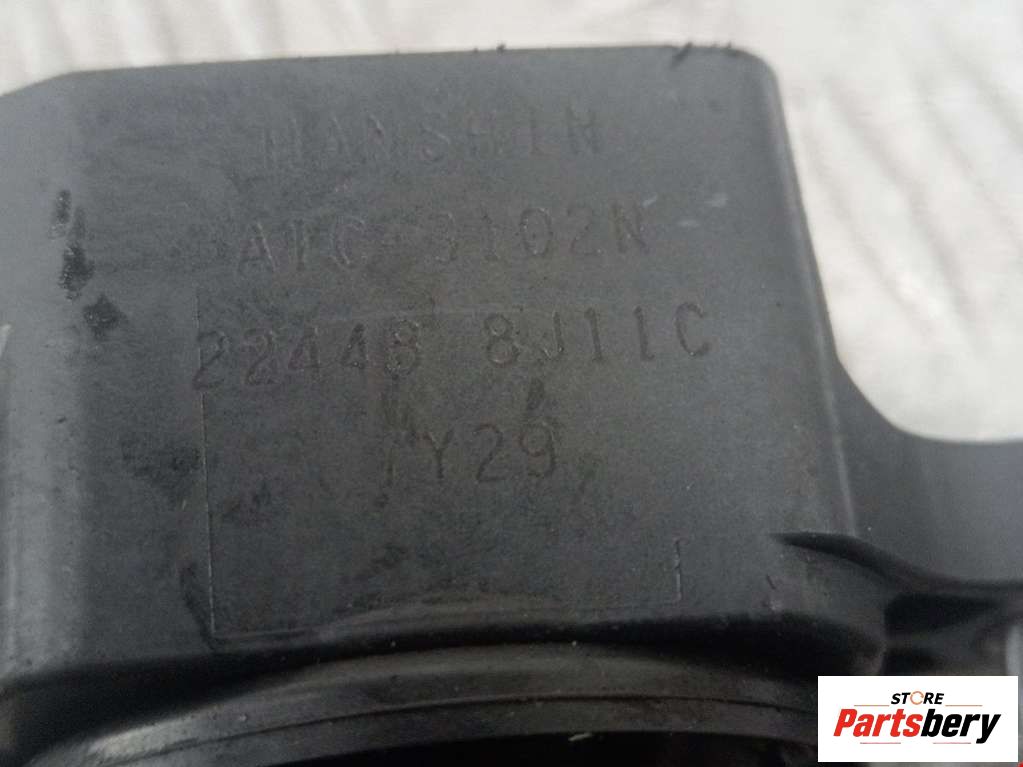 HANSHIN
AIC-3102N
22448 8J11C
Y29
STORE
Partsbery